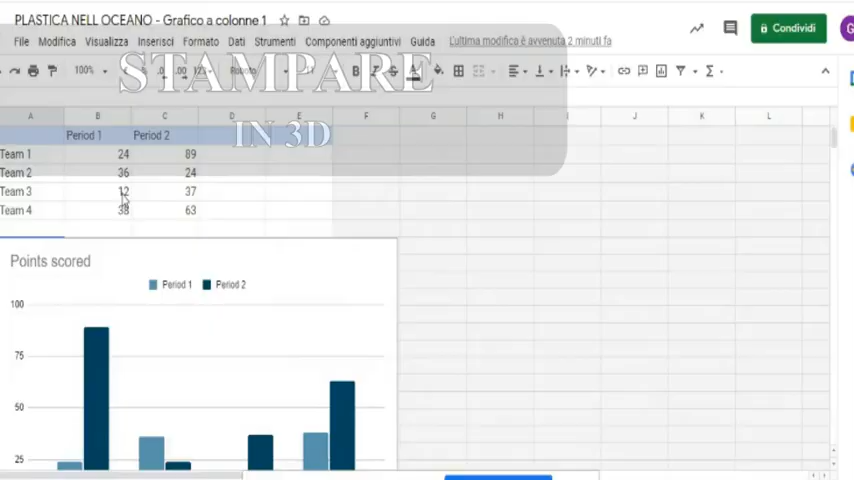 PLASTICA NELL OCEANO - Grafico a colonne 1
Condividi
G
File Modifica Visualizza Inserisci Formato Dati Strumenti Componenti aggiuntivi Guida L'ultima modifica è avvenuta 2 minuti fa
STAMPARE
IN 3D
100%
A B C D E F G H I J K L
Period 1 Period 2
Team 1 24 89
Team 2 36 24
Team 3 12 37
Team 4 38 63
Points scored
Period 1 Period 2
100
75
50
25